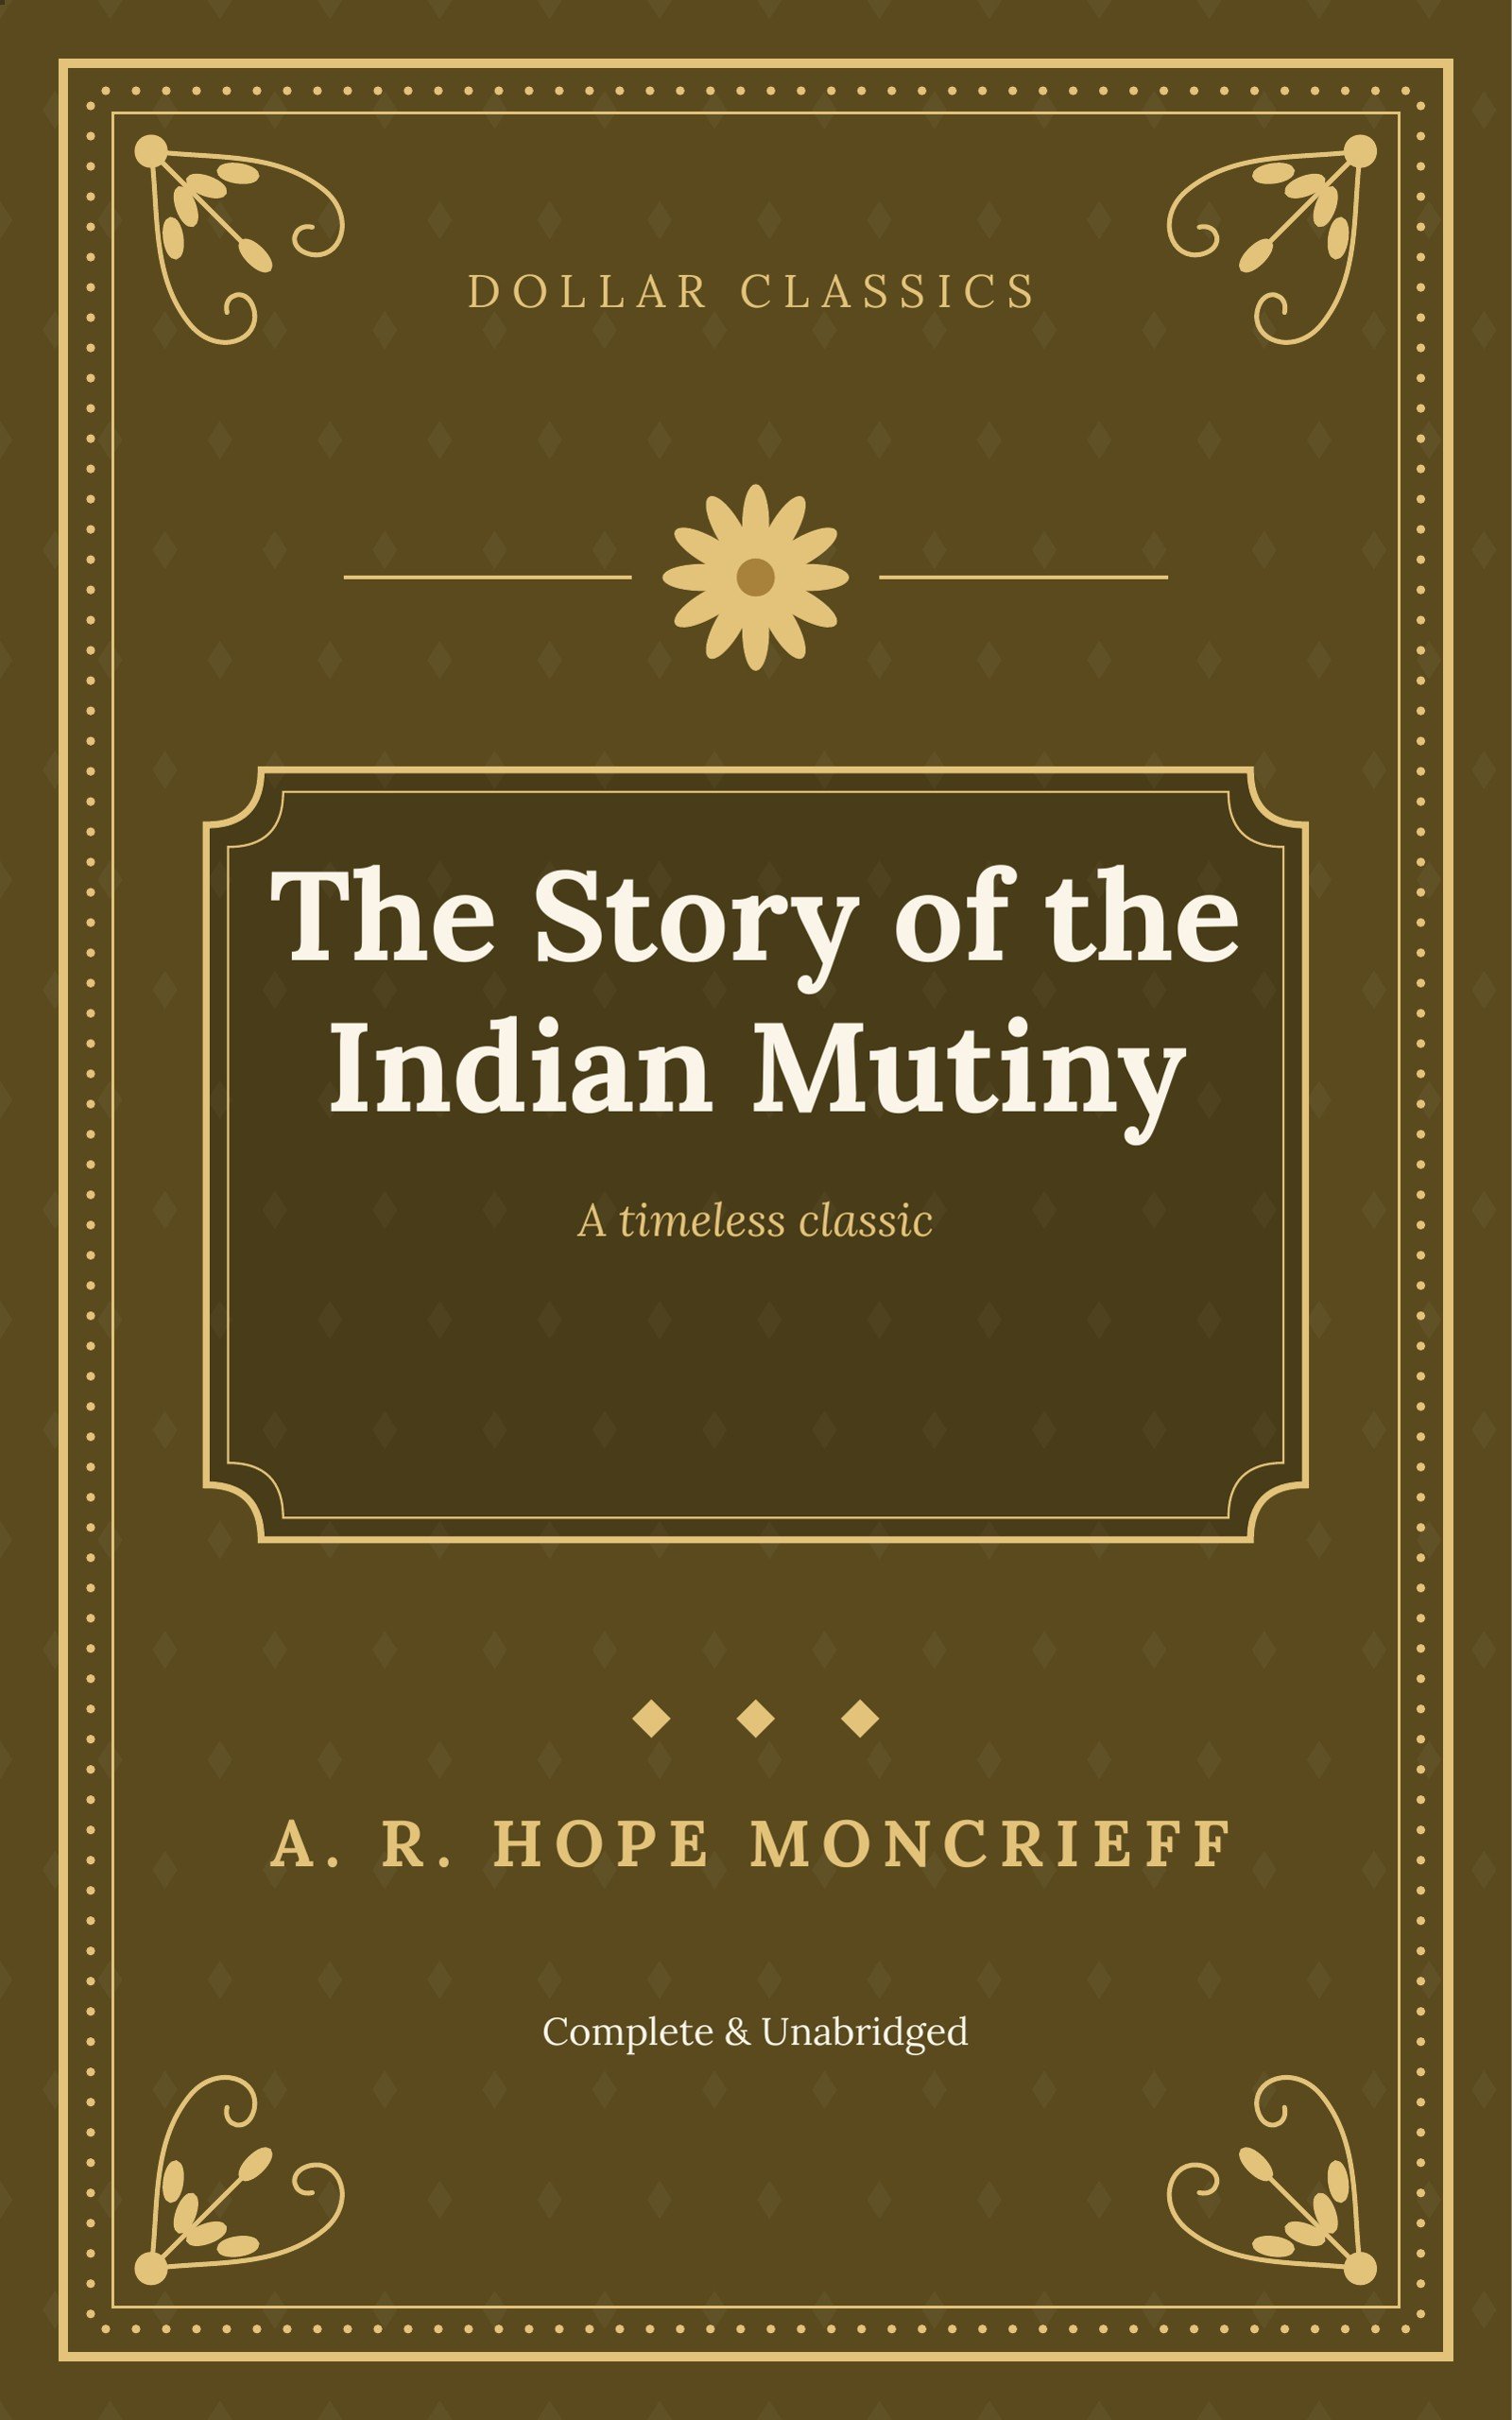 DOLLAR CLASSICS
The Story of the
Indian Mutiny
A timeless classic
A. R. HOPE MONCRIEFF
Complete & Unabridged